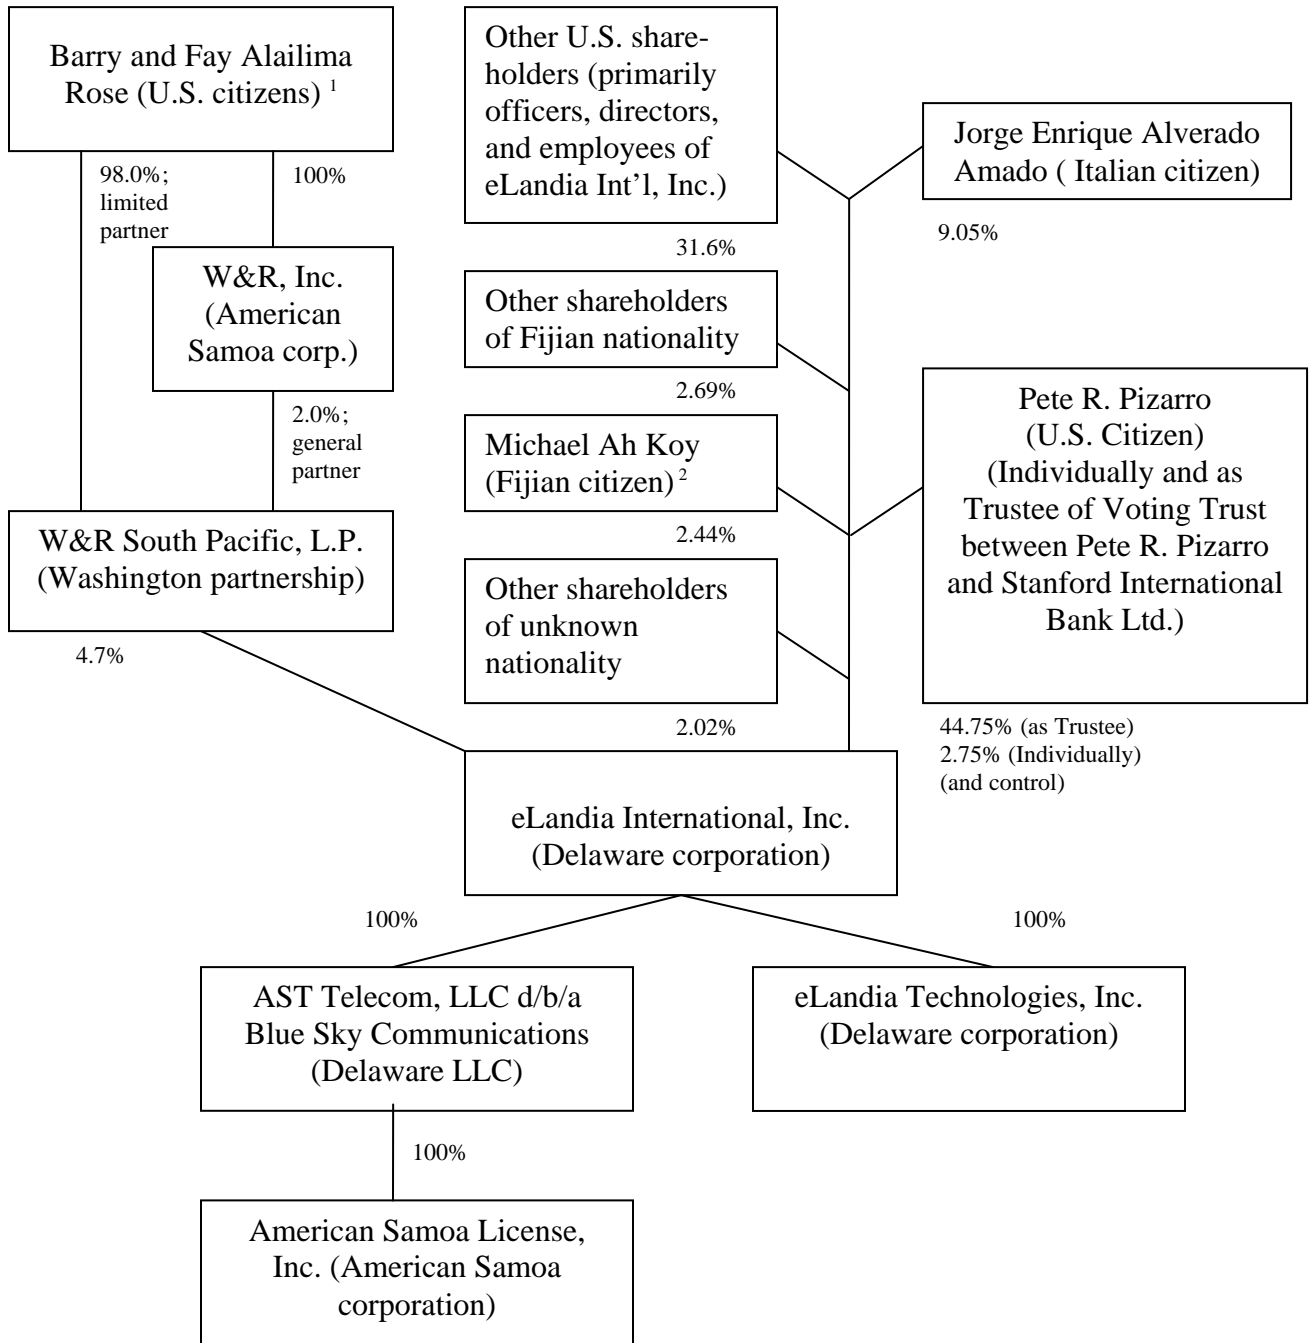 Barry and Fay Alailima
Rose (U.S. citizens) 1
98.0%;
limited
partner
100%
W&R, Inc.
(American
Samoa corp.)
2.0%;
general
partner
W&R South Pacific, L.P.
(Washington partnership)
4.7%
Other U.S. share-
holders (primarily
officers, directors,
and employees of
eLandia Int’l, Inc.)
31.6%
Jorge Enrique Alverado
Amado ( Italian citizen)
9.05%
Other shareholders
of Fijian nationality
2.69%
Michael Ah Koy
(Fijian citizen) 2
2.44%
Other shareholders
of unknown
nationality
2.02%
Pete R. Pizarro
(U.S. Citizen)
(Individually and as
Trustee of Voting Trust
between Pete R. Pizarro
and Stanford International
Bank Ltd.)
44.75% (as Trustee)
2.75% (Individually)
(and control)
eLandia International, Inc.
(Delaware corporation)
100%
100%
AST Telecom, LLC d/b/a
Blue Sky Communications
(Delaware LLC)
eLandia Technologies, Inc.
(Delaware corporation)
100%
American Samoa License,
Inc. (American Samoa
corporation)